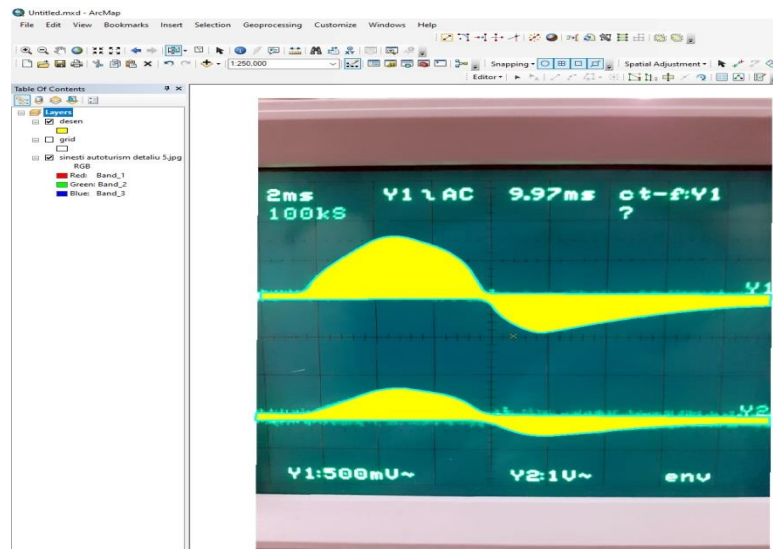 Untitled.mxd - ArcMap
File Edit View Bookmarks Insert Selection Geoprocessing Customize Windows Help
1:250,000
Snapping
Spatial Adjustment
Editor
Table Of Contents
Layers
desen
grid
sinesti autoturism detaliu 5.jpg
RGB
Red: Band_1
Green: Band_2
Blue: Band_3
2ms Y1 AC 9.97ms ct-f:Y1
100kS ?
Y1
Y2
Y1:500mV~ Y2:1V~ env